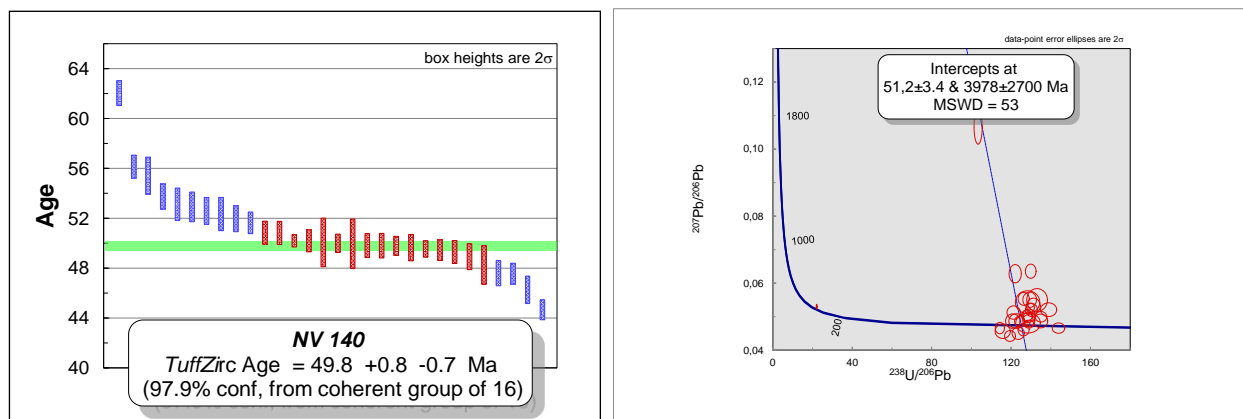 box heights are 2σ
64
60
56
52
48
44
40
Age
NV 140
TuffZirc Age = 49.8 +0.8 -0.7 Ma
(97.9% conf, from coherent group of 16)
data-point error ellipses are 2σ
Intercepts at
51,2±3.4 & 3978±2700 Ma
MSWD = 53
0,12
0,10
0,08
0,06
0,04
207Pb/206Pb
1800
1000
200
0
40
80
120
160
238U/206Pb